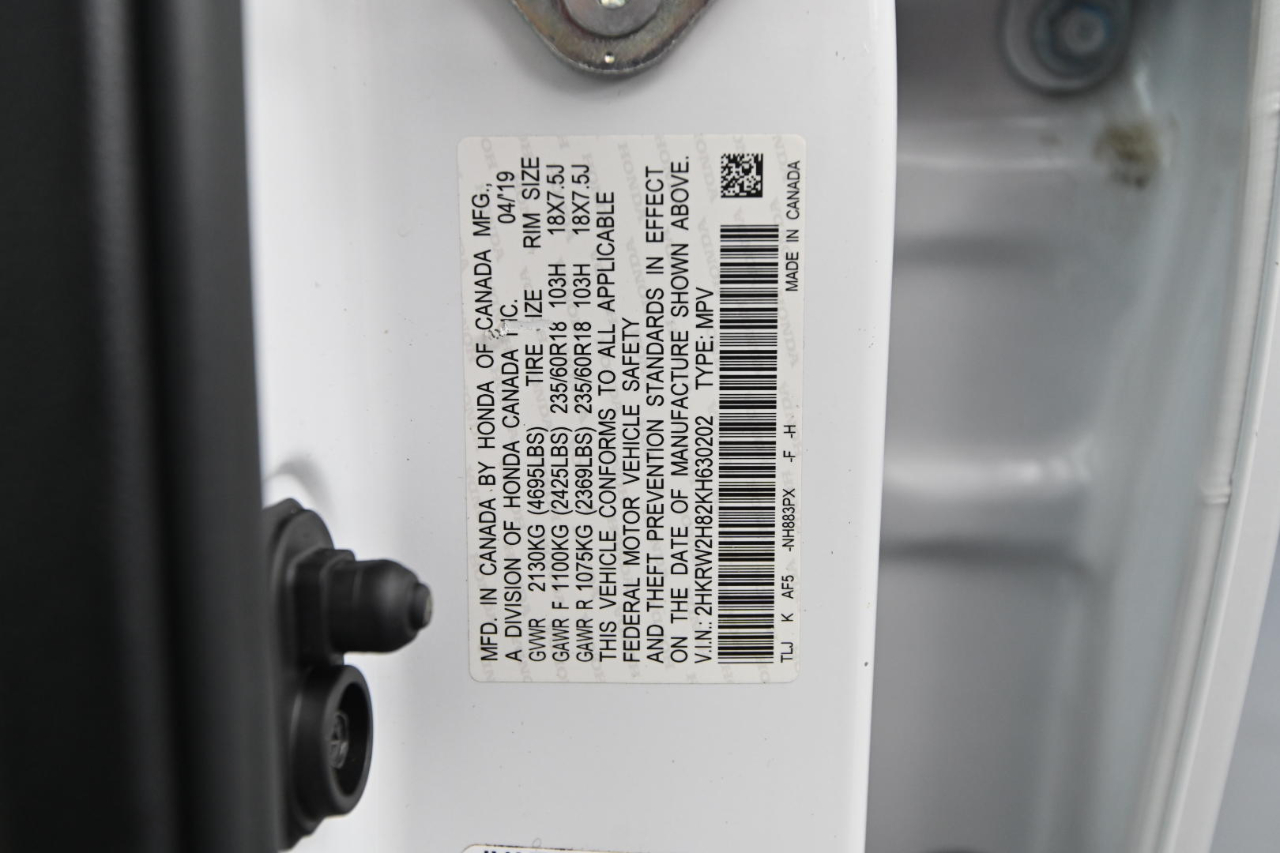 MFD. IN CANADA BY HONDA OF CANADA MFG.,
A DIVISION OF HONDA CANADA INC. 04/'19
GVWR 2130KG (4695LBS) TIRE IZE RIM SIZE
GAWR F 1100KG (2425LBS) 235/60R18 103H 18X7.5J
GAWR R 1075KG (2369LBS) 235/60R18 103H 18X7.5J
THIS VEHICLE CONFORMS TO ALL APPLICABLE
FEDERAL MOTOR VEHICLE SAFETY
AND THEFT PREVENTION STANDARDS IN EFFECT
ON THE DATE OF MANUFACTURE SHOWN ABOVE.
V.I.N.: 2HKRW2H82KH630202 TYPE: MPV
TLJ K AF5 -NH883PX -F -H MADE IN CANADA